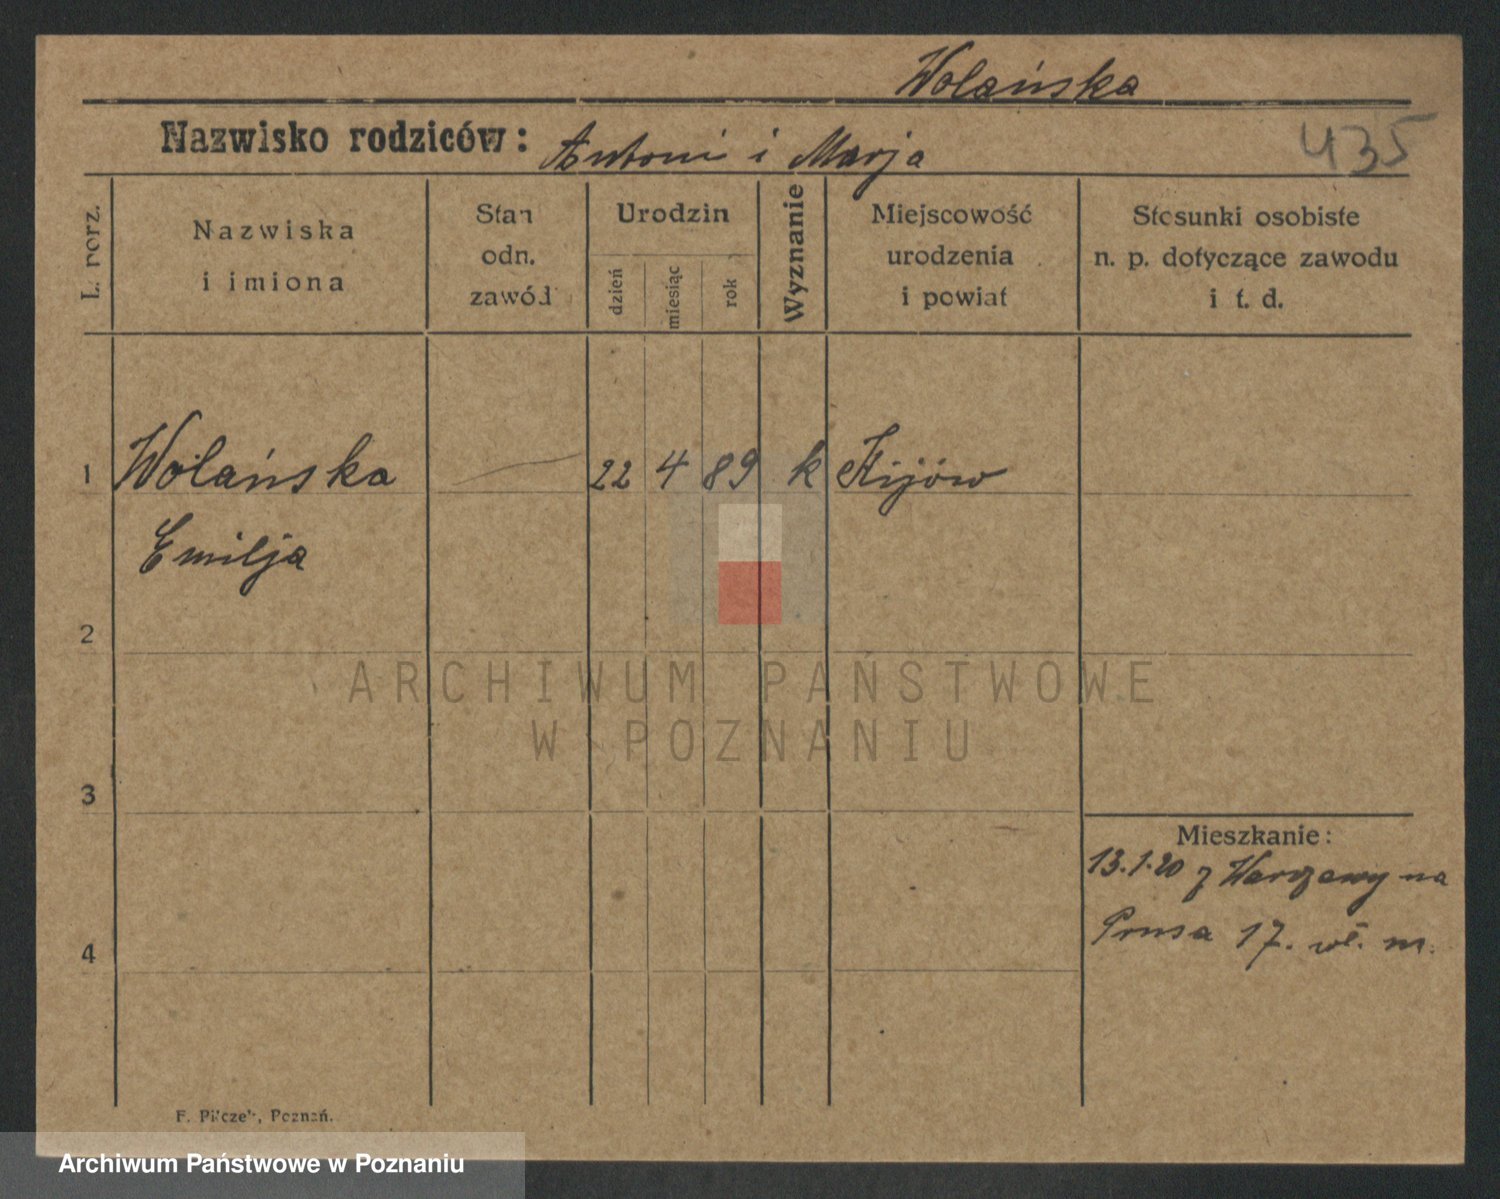 Wolańska
Nazwisko rodziców: Antoni i Marja
435
L. porz.
Nazwiska
i imiona
Stan
odn.
zawód
Urodzin
dzień
miesiąc
rok
Wyznanie
Miejscowość
urodzenia
i powiat
Stosunki osobiste
n. p. dotyczące zawodu
i t. d.
1 Wolańska 22 4 89 k Kijów
Emilja
2
ARCHIWUM PAŃSTWOWE
W POZNANIU
3
Mieszkanie:
13.1.20 z Warszawy na
4
Prusa 17. wł. m.
F. Pilczek, Poznań.
Archiwum Państwowe w Poznaniu